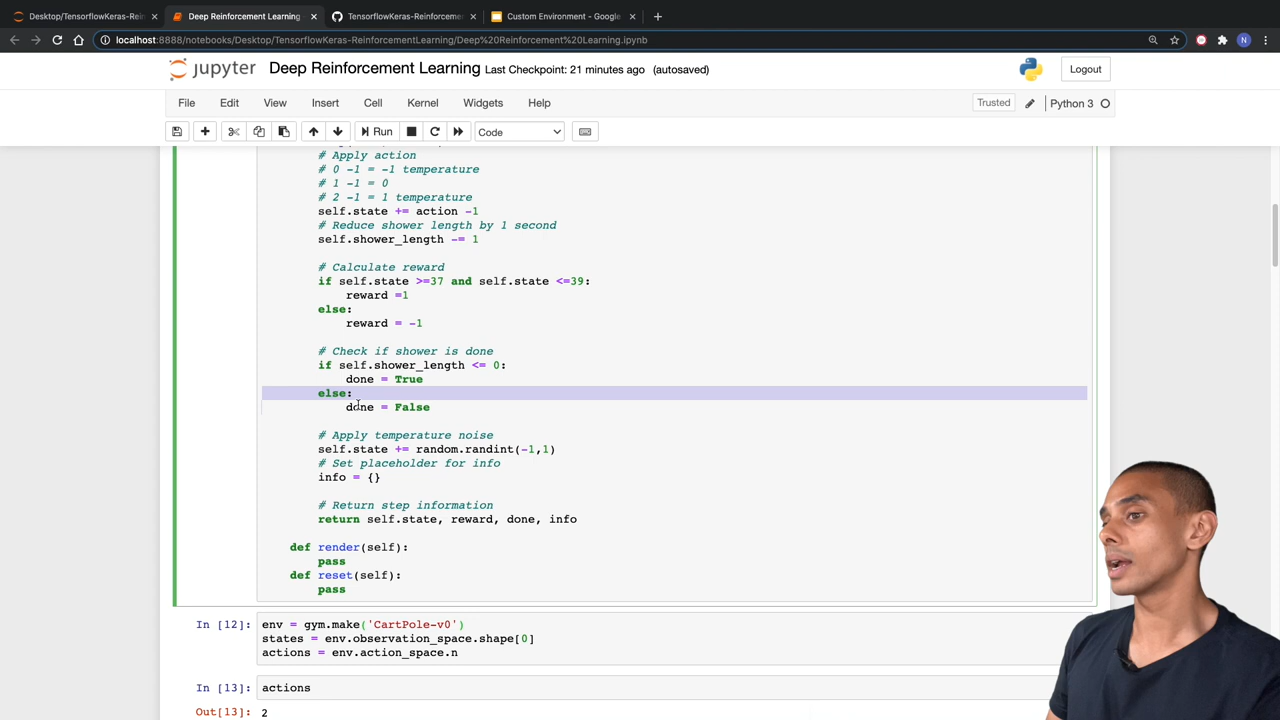 Desktop/TensorflowKeras-Rein
Deep Reinforcement Learning
TensorflowKeras-Reinforceme
Custom Environment - Google
localhost:8888/notebooks/Desktop/TensorflowKeras-ReinforcementLearning/Deep%20Reinforcement%20Learning.ipynb
N
jupyter Deep Reinforcement Learning Last Checkpoint: 21 minutes ago (autosaved)
Logout
File Edit View Insert Cell Kernel Widgets Help
Trusted
Python 3
Run
Code
# Apply action
# 0 -1 = -1 temperature
# 1 -1 = 0
# 2 -1 = 1 temperature
self.state += action -1
# Reduce shower length by 1 second
self.shower_length -= 1
# Calculate reward
if self.state >=37 and self.state <=39:
reward =1
else:
reward = -1
# Check if shower is done
if self.shower_length <= 0:
done = True
else:
done = False
# Apply temperature noise
self.state += random.randint(-1,1)
# Set placeholder for info
info = {}
# Return step information
return self.state, reward, done, info
def render(self):
pass
def reset(self):
pass
In [12]: env = gym.make('CartPole-v0')
states = env.observation_space.shape[0]
actions = env.action_space.n
In [13]: actions
Out[13]: 2